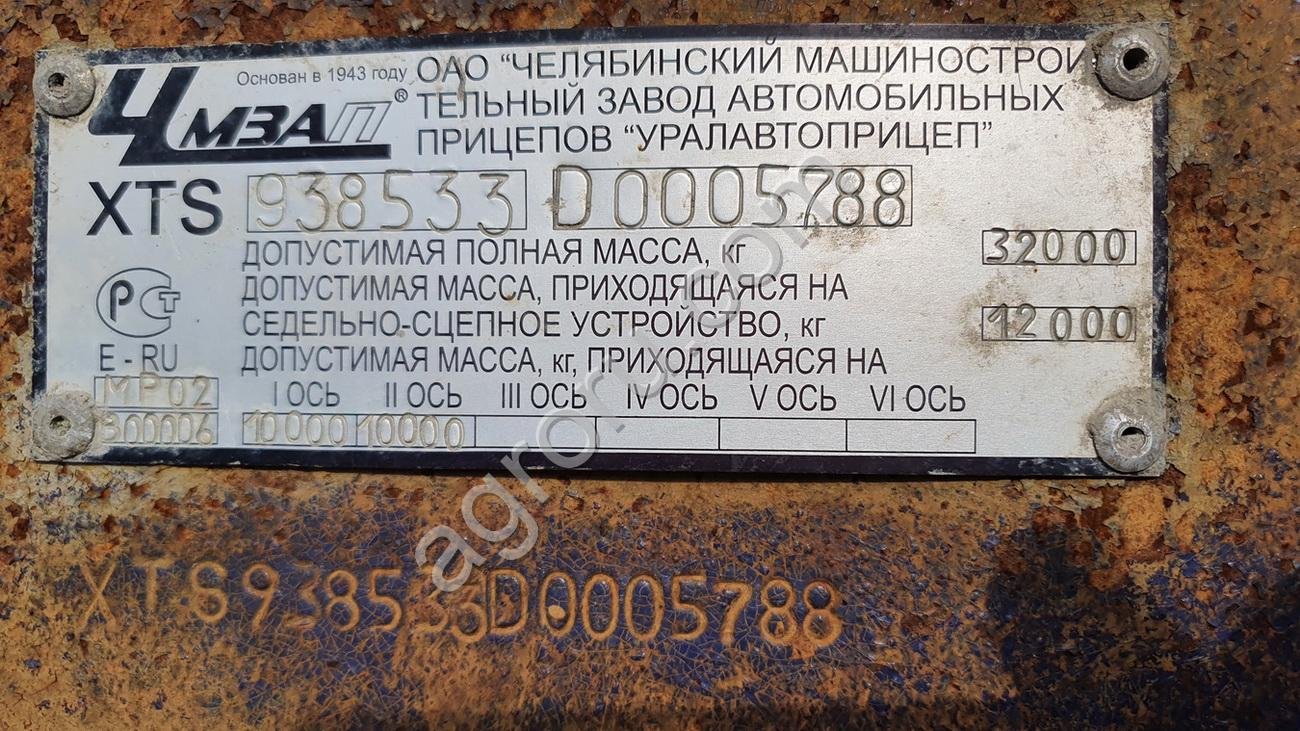 Основан в 1943 году
ЧМЗАП®
ОАО "ЧЕЛЯБИНСКИЙ МАШИНОСТРОИ
ТЕЛЬНЫЙ ЗАВОД АВТОМОБИЛЬНЫХ
ПРИЦЕПОВ "УРАЛАВТОПРИЦЕП"
XTS 938533 D0005788
ДОПУСТИМАЯ ПОЛНАЯ МАССА, кг 32000
ДОПУСТИМАЯ МАССА, ПРИХОДЯЩАЯСЯ НА
СЕДЕЛЬНО-СЦЕПНОЕ УСТРОЙСТВО, кг 12000
РСТ
E - RU
ДОПУСТИМАЯ МАССА, кг, ПРИХОДЯЩАЯСЯ НА
МР02 I ОСЬ II ОСЬ III ОСЬ IV ОСЬ V ОСЬ VI ОСЬ
B00006 10000 10000
XTS938533D0005788
agroru.com